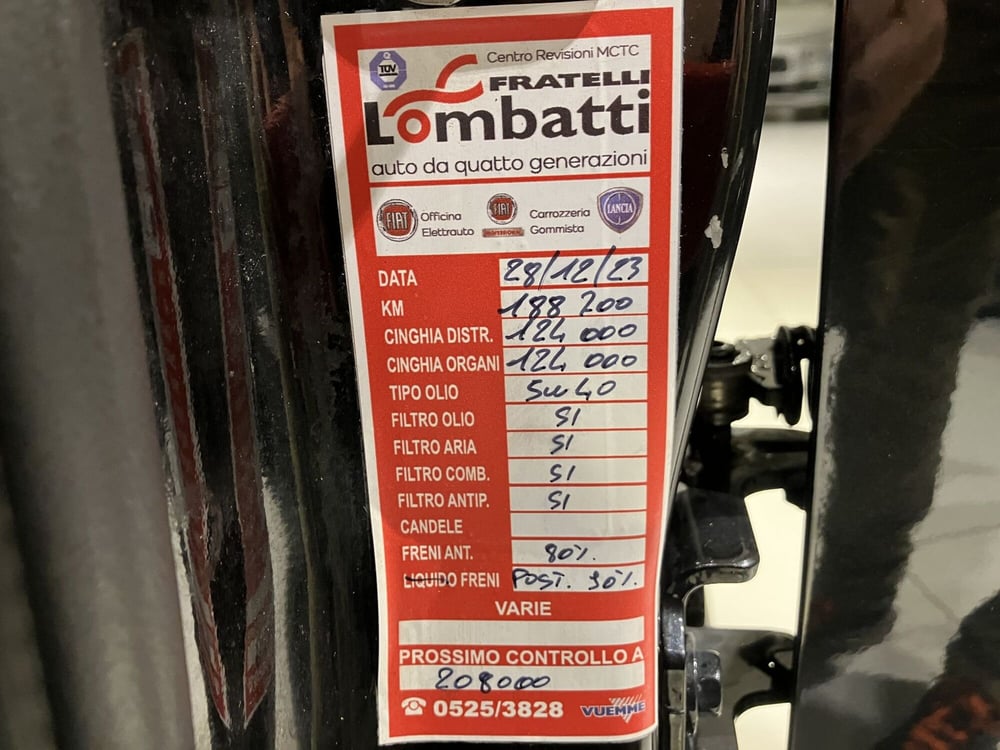 TÜV
Centro Revisioni MCTC
FRATELLI
Lombatti
auto da quattro generazioni
FIAT Officina Elettrauto
FIAT PROFESSIONAL Carrozzeria Gommista
LANCIA
DATA 28/12/23
KM 188 200
CINGHIA DISTR. 124 000
CINGHIA ORGANI 124 000
TIPO OLIO 5w40
FILTRO OLIO SI
FILTRO ARIA SI
FILTRO COMB. SI
FILTRO ANTIP. SI
CANDELE
FRENI ANT. 80%.
LIQUIDO FRENI POST. 30%.
VARIE
PROSSIMO CONTROLLO A
208000
0525/3828 VUEMME